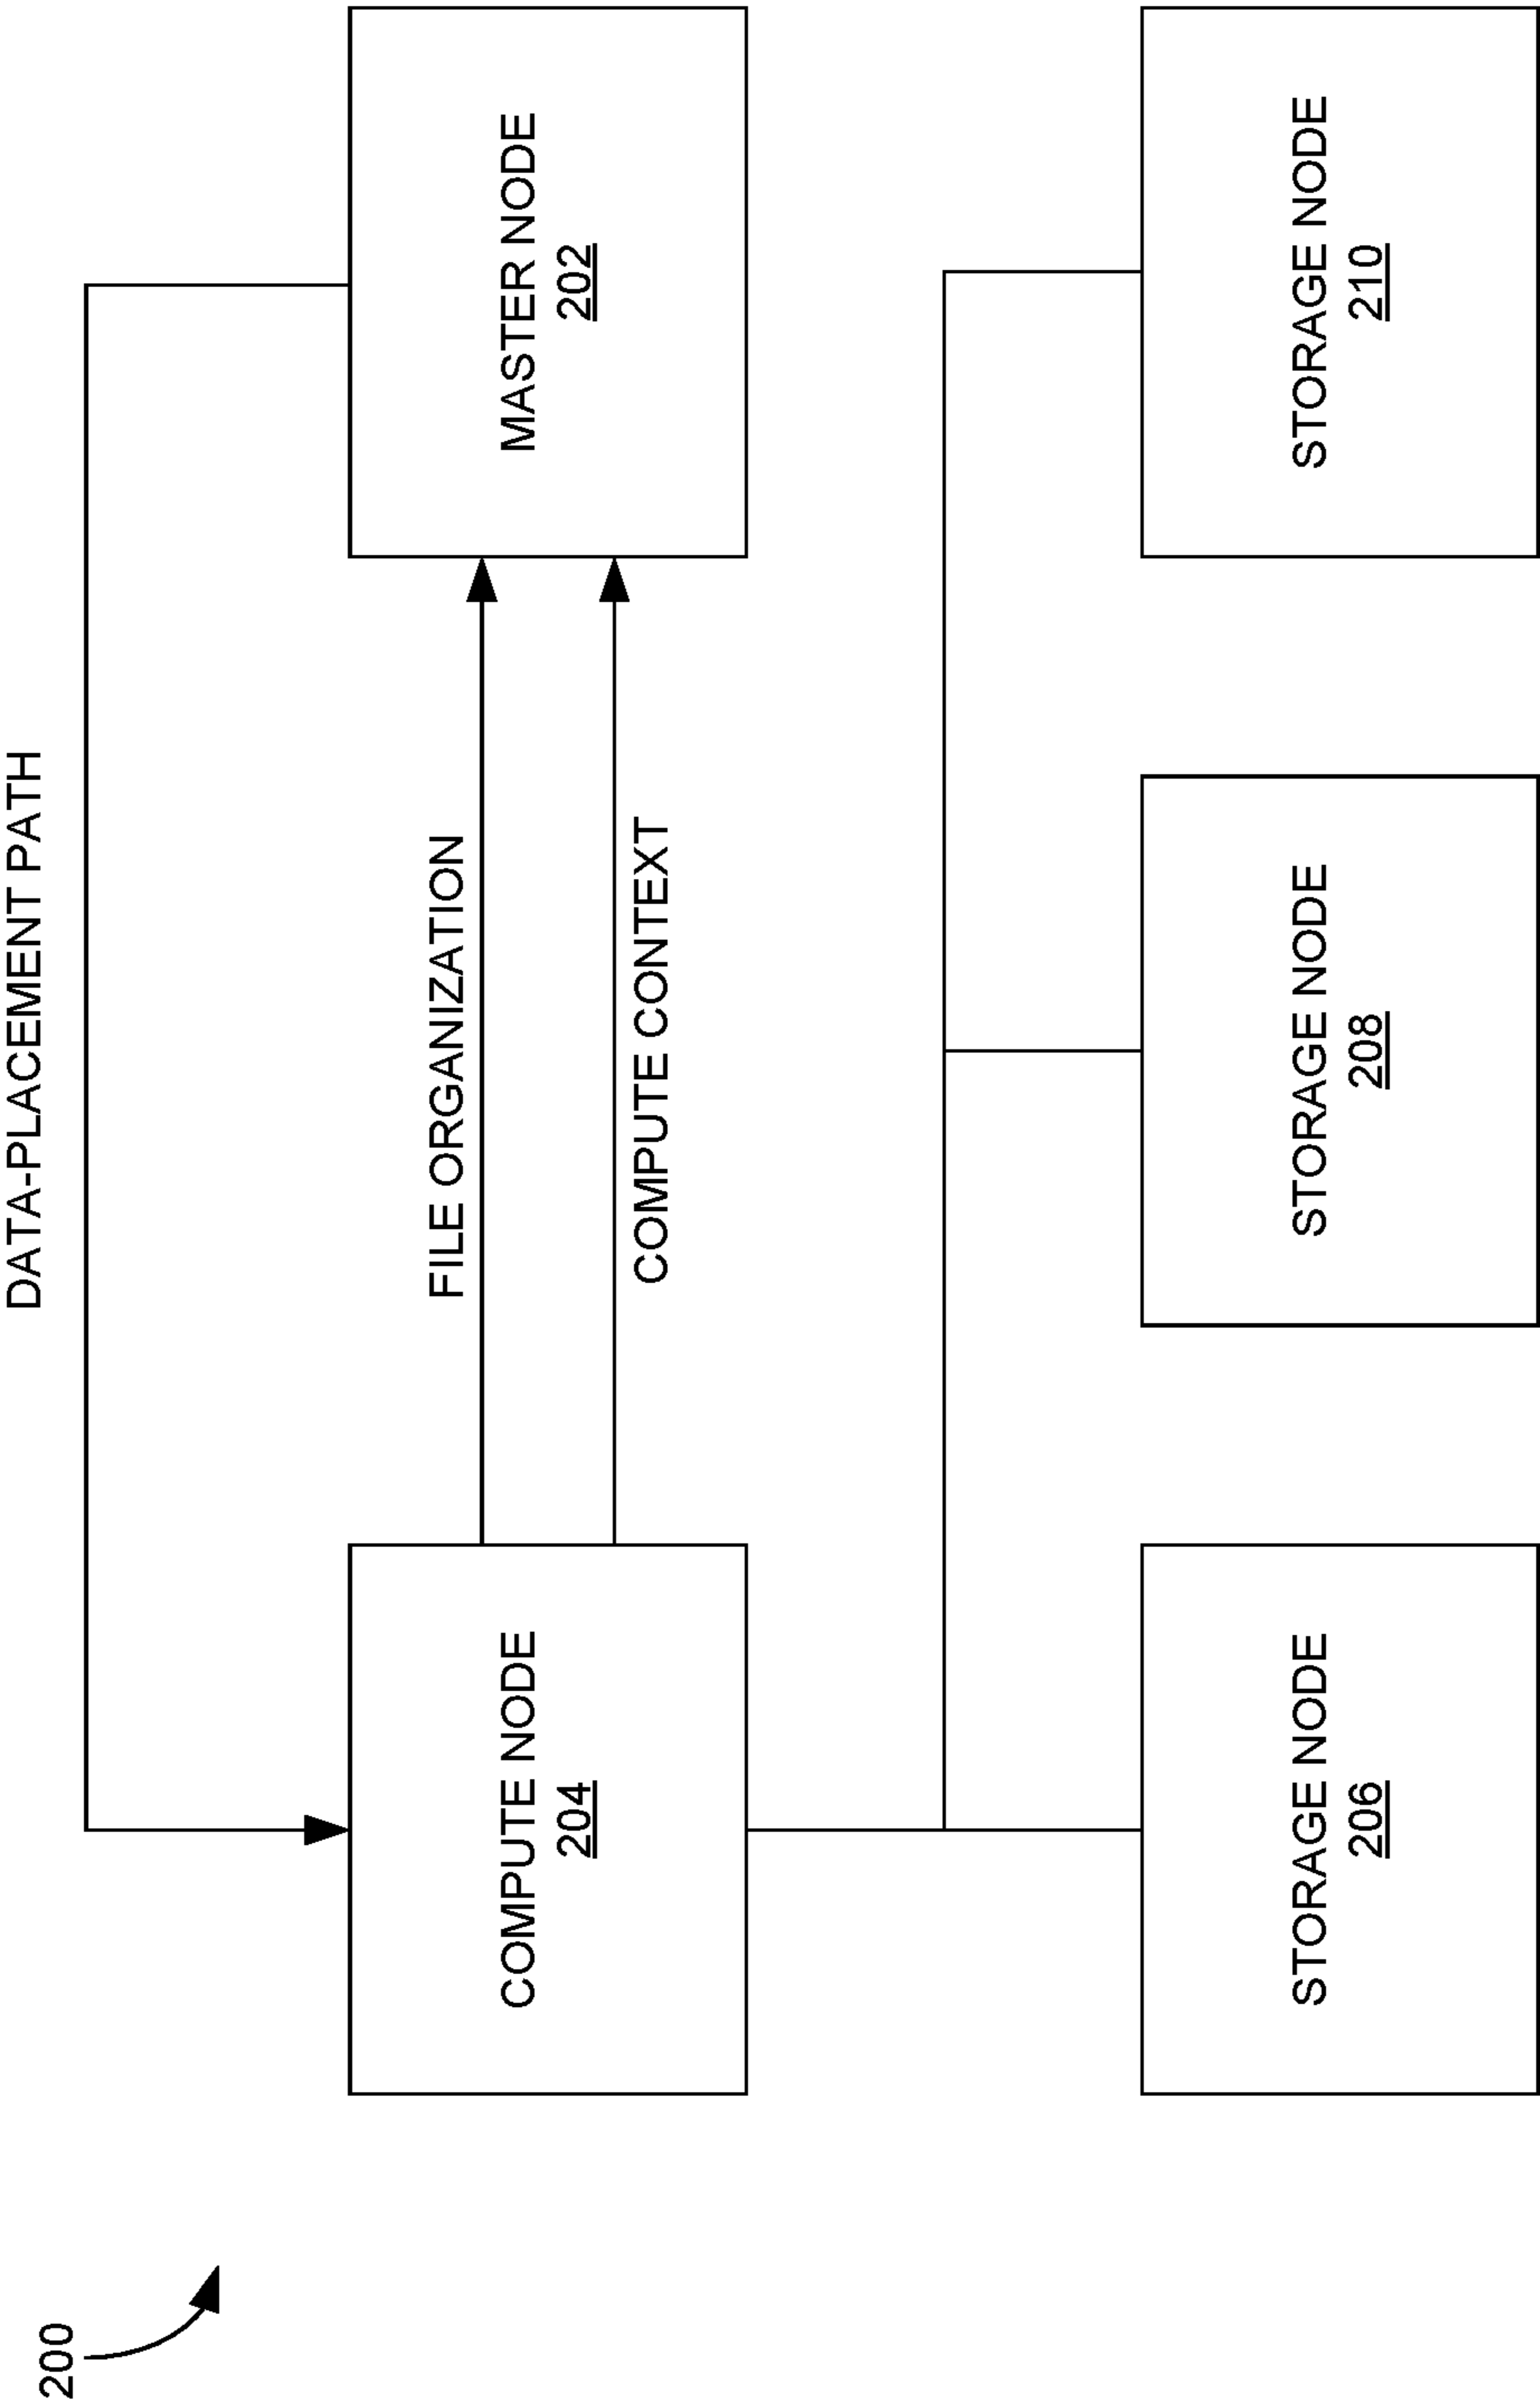 200
DATA-PLACEMENT PATH
COMPUTE NODE
204
FILE ORGANIZATION
COMPUTE CONTEXT
MASTER NODE
202
STORAGE NODE
206
STORAGE NODE
208
STORAGE NODE
210